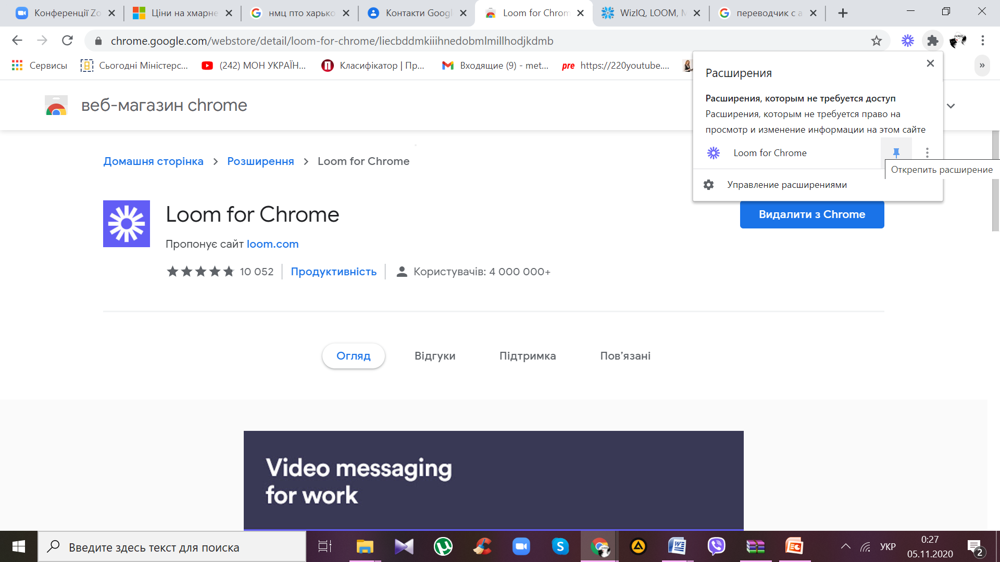 Конференції Zo
Ціни на хмарне
нмц пто харько
Контакти Googl
Loom for Chrom
WizIQ, LOOM, M
переводчик с а
chrome.google.com/webstore/detail/loom-for-chrome/liecbddmkiiihnedobmlmillhodjkdmb
Сервисы
Сьогодні Міністерс...
(242) МОН УКРАЇН...
Класифікатор | Пр...
Входящие (9) - met...
pre
https://220youtube....
»
веб-магазин chrome
Расширения
Расширения, которым не требуется доступ
Расширения, которым не требуется право на
просмотр и изменение информации на этом сайте
Loom for Chrome
Открепить расширение
Управление расширениями
Домашня сторінка
Розширення
Loom for Chrome
Loom for Chrome
Видалити з Chrome
Пропонує сайт loom.com
10 052
Продуктивність
Користувачів: 4 000 000+
Огляд
Відгуки
Підтримка
Пов’язані
Video messaging
for work
Введите здесь текст для поиска
УКР
0:27
05.11.2020
2